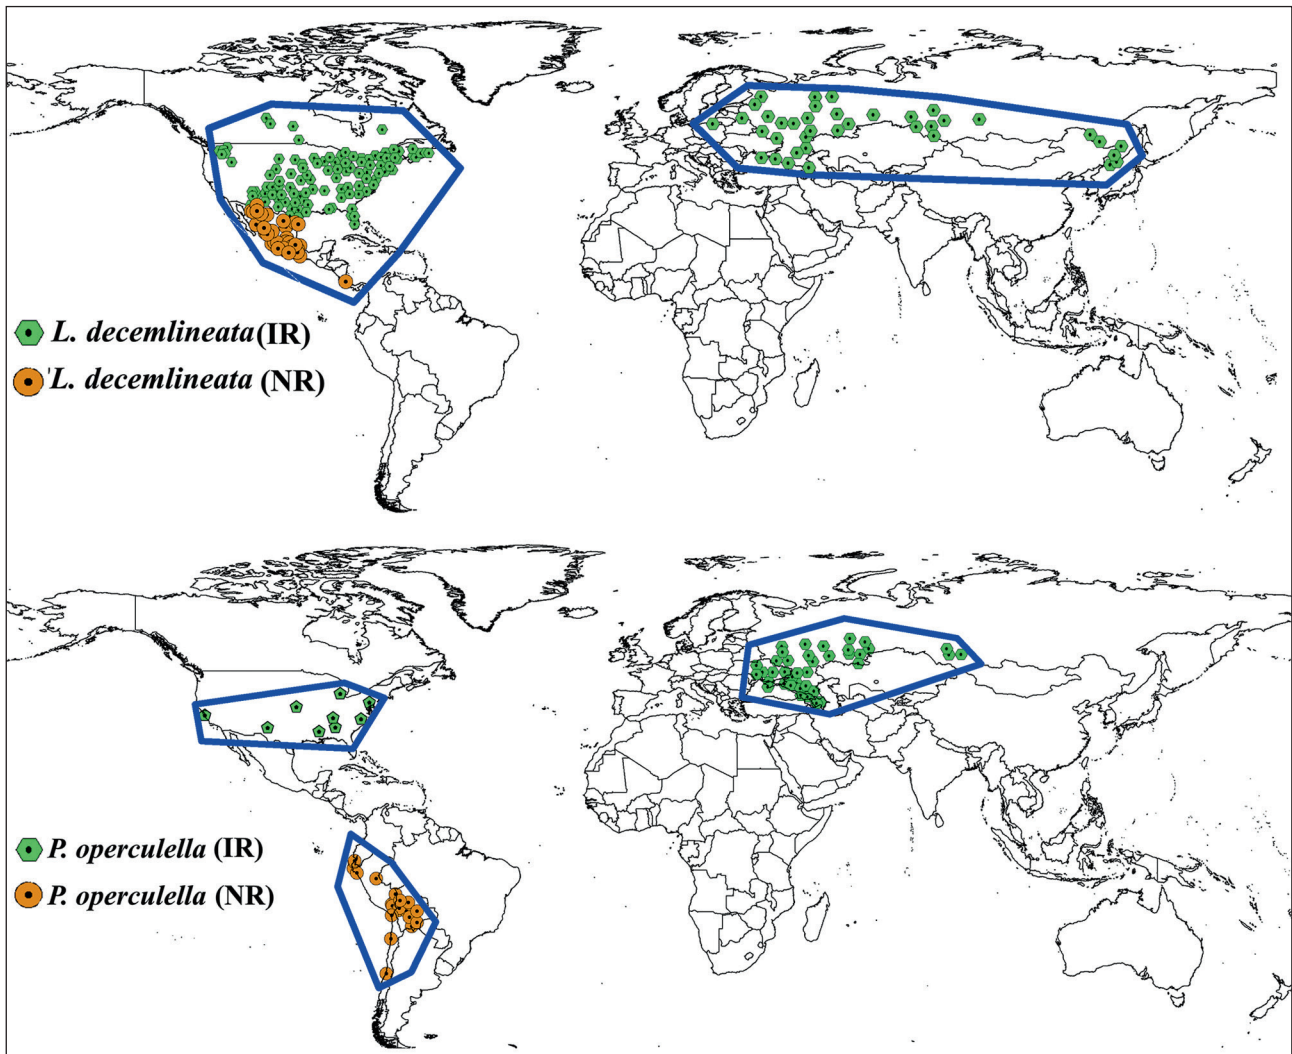 L. decemlineata (IR)
'L. decemlineata (NR)
P. operculella (IR)
P. operculella (NR)